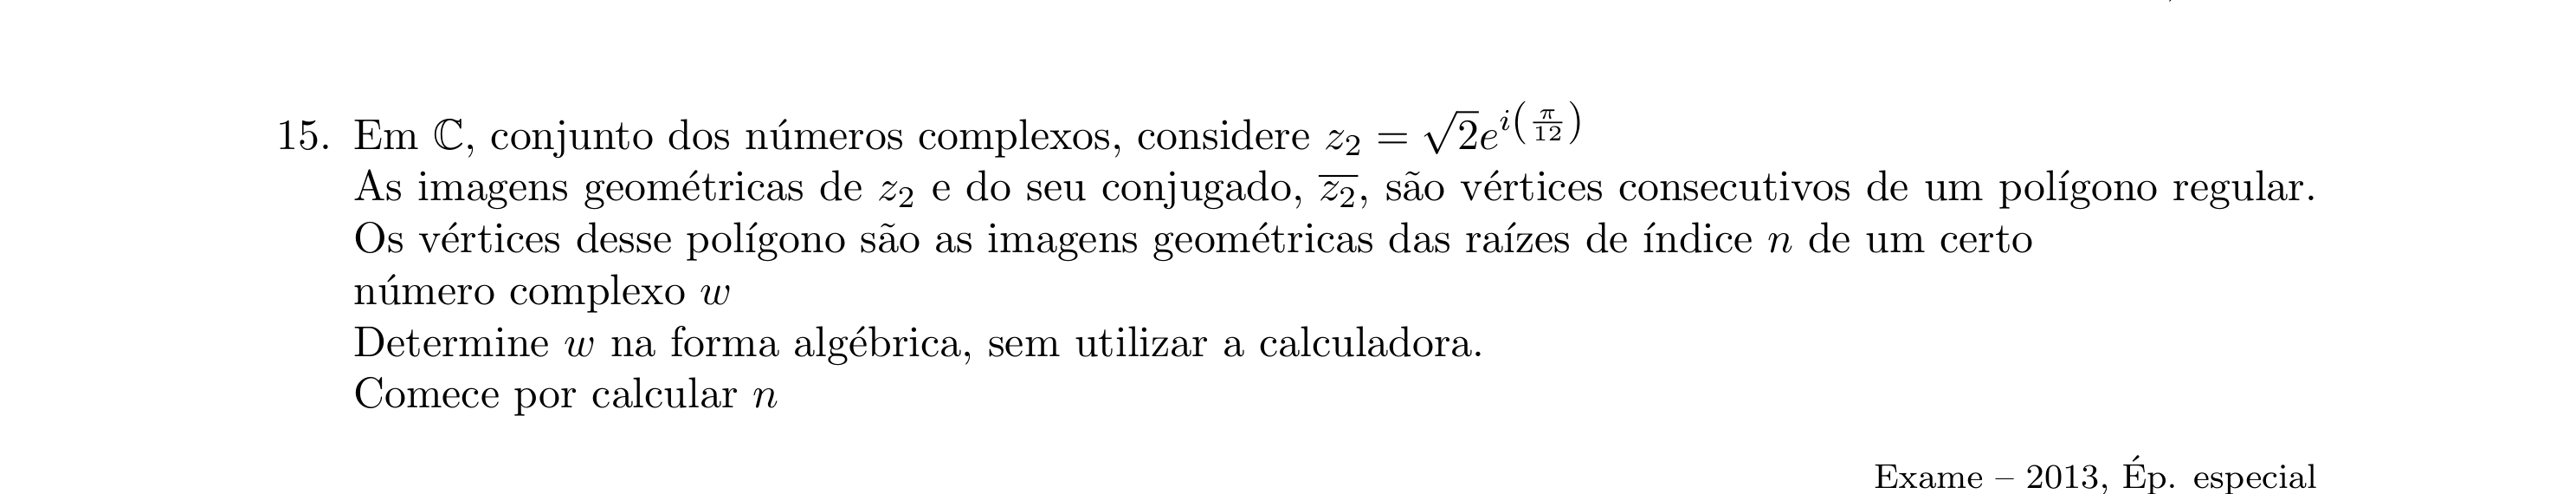 15. Em ℂ, conjunto dos números complexos, considere $z_2 = \sqrt{2}e^{i\left(\frac{\pi}{12}\right)}$
As imagens geométricas de $z_2$ e do seu conjugado, $\overline{z_2}$, são vértices consecutivos de um polígono regular.
Os vértices desse polígono são as imagens geométricas das raízes de índice $n$ de um certo
número complexo $w$
Determine $w$ na forma algébrica, sem utilizar a calculadora.
Comece por calcular $n$
Exame – 2013, Ép. especial